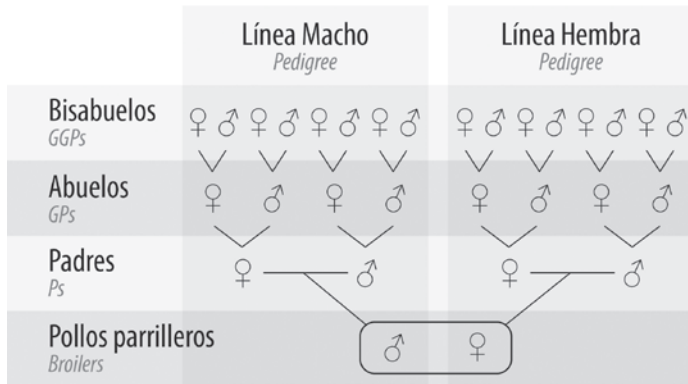 Línea Macho
Pedigree
Línea Hembra
Pedigree
Bisabuelos
GGPs
♀ ♂ ♀ ♂ ♀ ♂ ♀ ♂ ♀ ♂ ♀ ♂ ♀ ♂ ♀ ♂
Abuelos
GPs
♀ ♂ ♀ ♂ ♀ ♂ ♀ ♂
Padres
Ps
♀ ♂ ♀ ♂
Pollos parrilleros
Broilers
♂ ♀